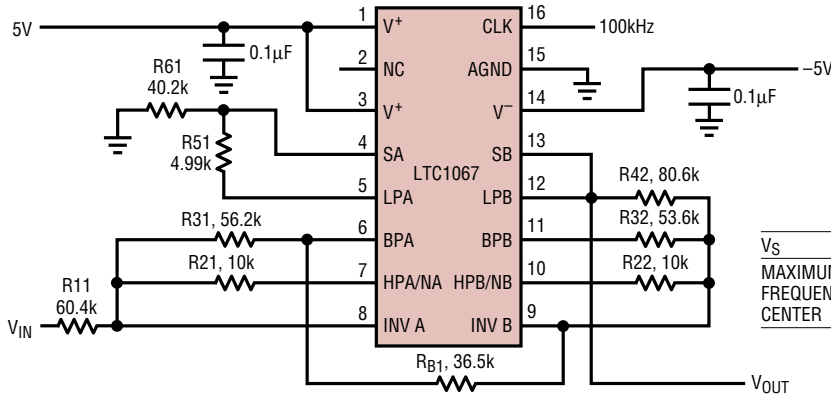 5V
0.1µF
R61
40.2k
R51
4.99k
R31, 56.2k
R21, 10k
R11
60.4k
VIN
1
2
3
4
5
6
7
8
V+
NC
V+
SA
LPA
BPA
HPA/NA
INV A
LTC1067
CLK
AGND
V−
SB
LPB
BPB
HPB/NB
INV B
16
15
14
13
12
11
10
9
100kHz
–5V
0.1µF
R42, 80.6k
R32, 53.6k
R22, 10k
RB1, 36.5k
VOUT
VS
CENTER